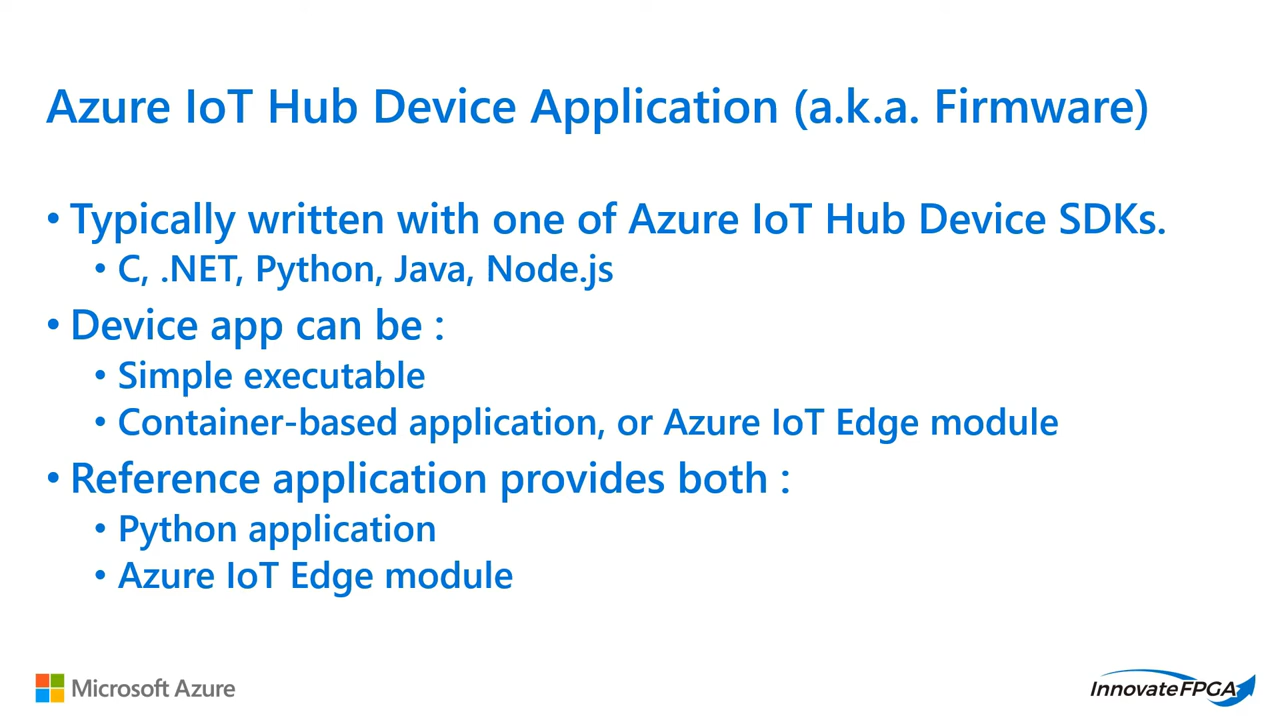 Azure IoT Hub Device Application (a.k.a. Firmware)
• Typically written with one of Azure IoT Hub Device SDKs.
• C, .NET, Python, Java, Node.js
• Device app can be :
• Simple executable
• Container-based application, or Azure IoT Edge module
• Reference application provides both :
• Python application
• Azure IoT Edge module
Microsoft Azure
InnovateFPGA